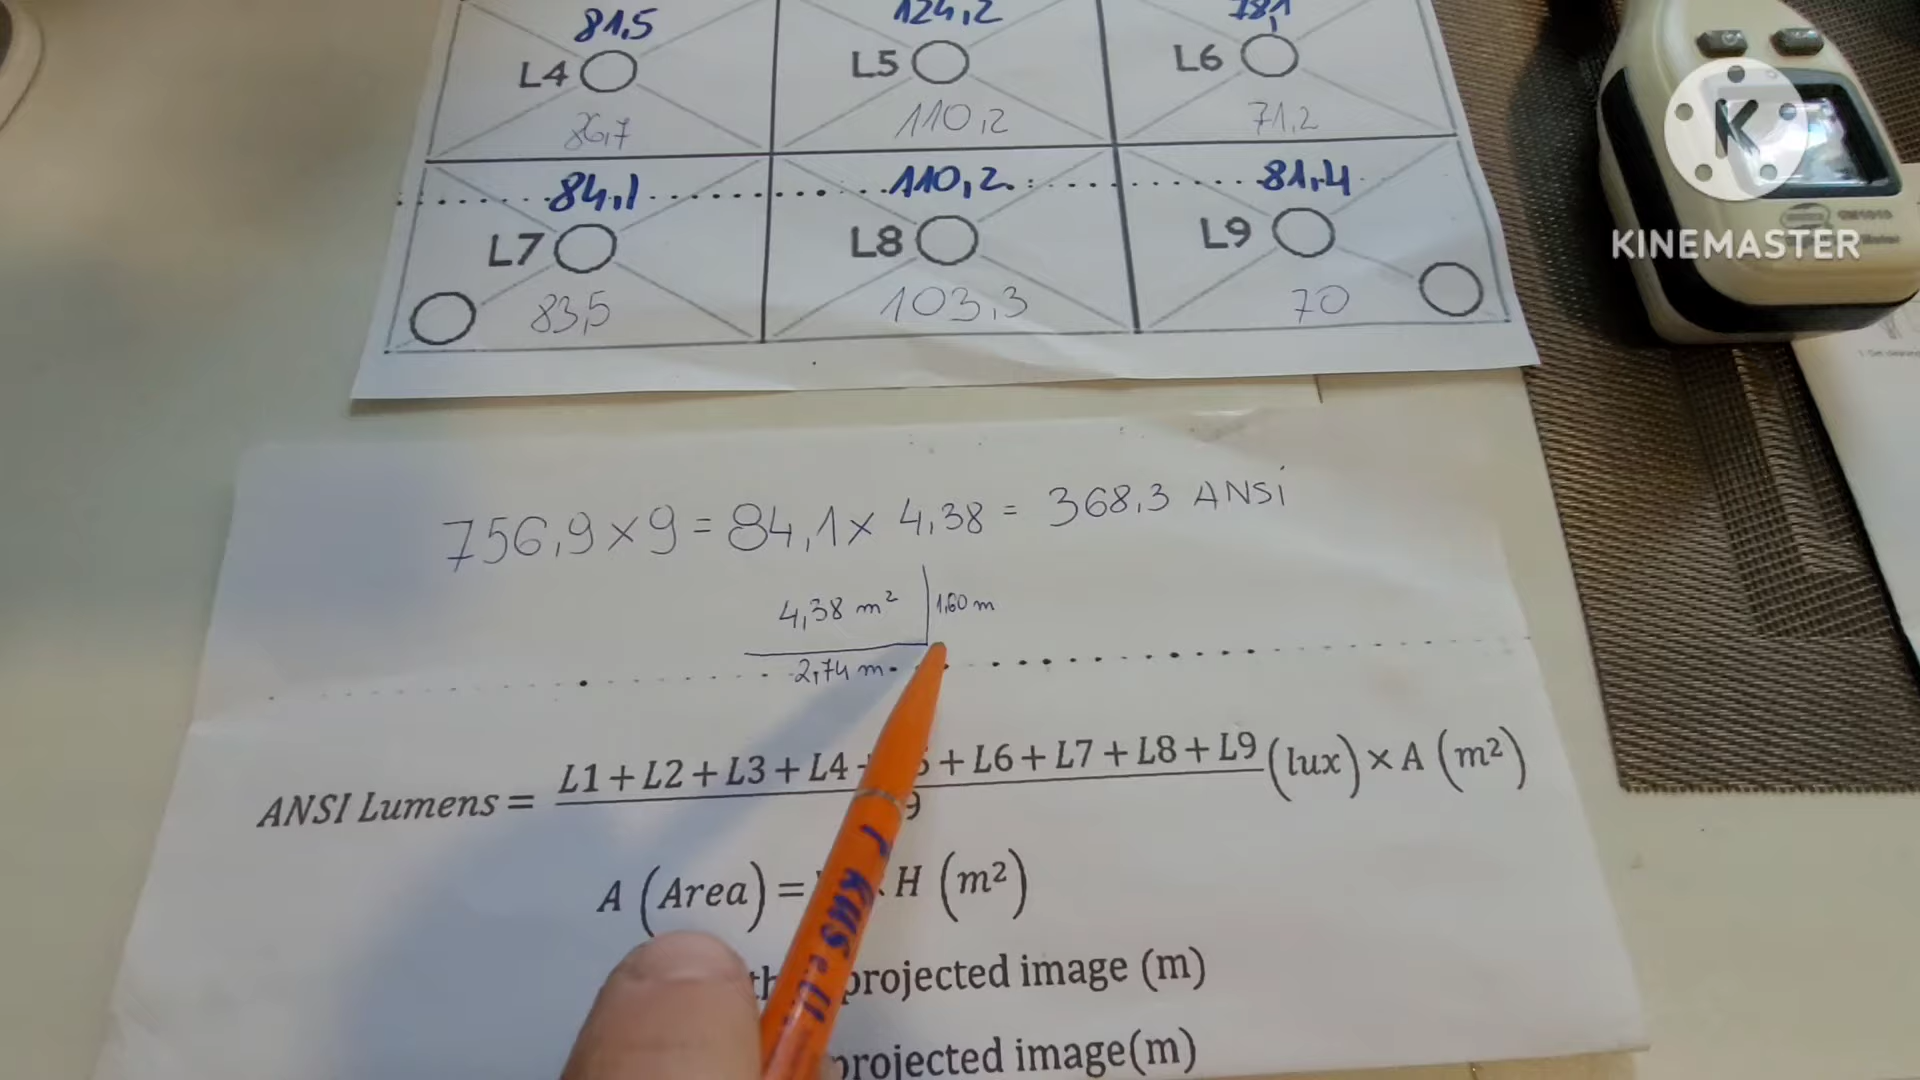 81,5 124,2 781
L4 L5 L6
86,7 110,2 71,2
84,1 110,2 81,4
L7 L8 L9
83,5 103,3 70
KINEMASTER
756,9 x 9 = 84,1 x 4,38 = 368,3 ANSi
4,38 m² 1,60 m
2,74 m
ANSI Lumens = L1+L2+L3+L4+ +L6+L7+L8+L9 (lux) × A (m²)
9
A (Area) = H (m²)
projected image (m)
projected image(m)
г KUS